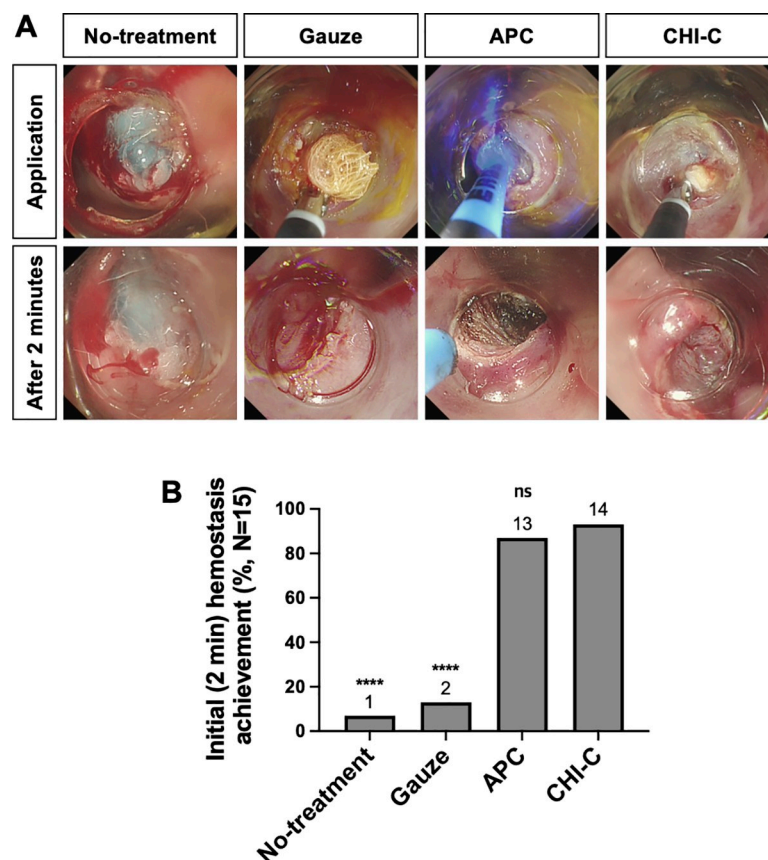 A
No-treatment
Gauze
APC
CHI-C
Application
After 2 minutes
B
Initial (2 min) hemostasis
achievement (%, N=15)
100
80
60
40
20
0
****
1
****
2
ns
13
14
No-treatment
Gauze
APC
CHI-C